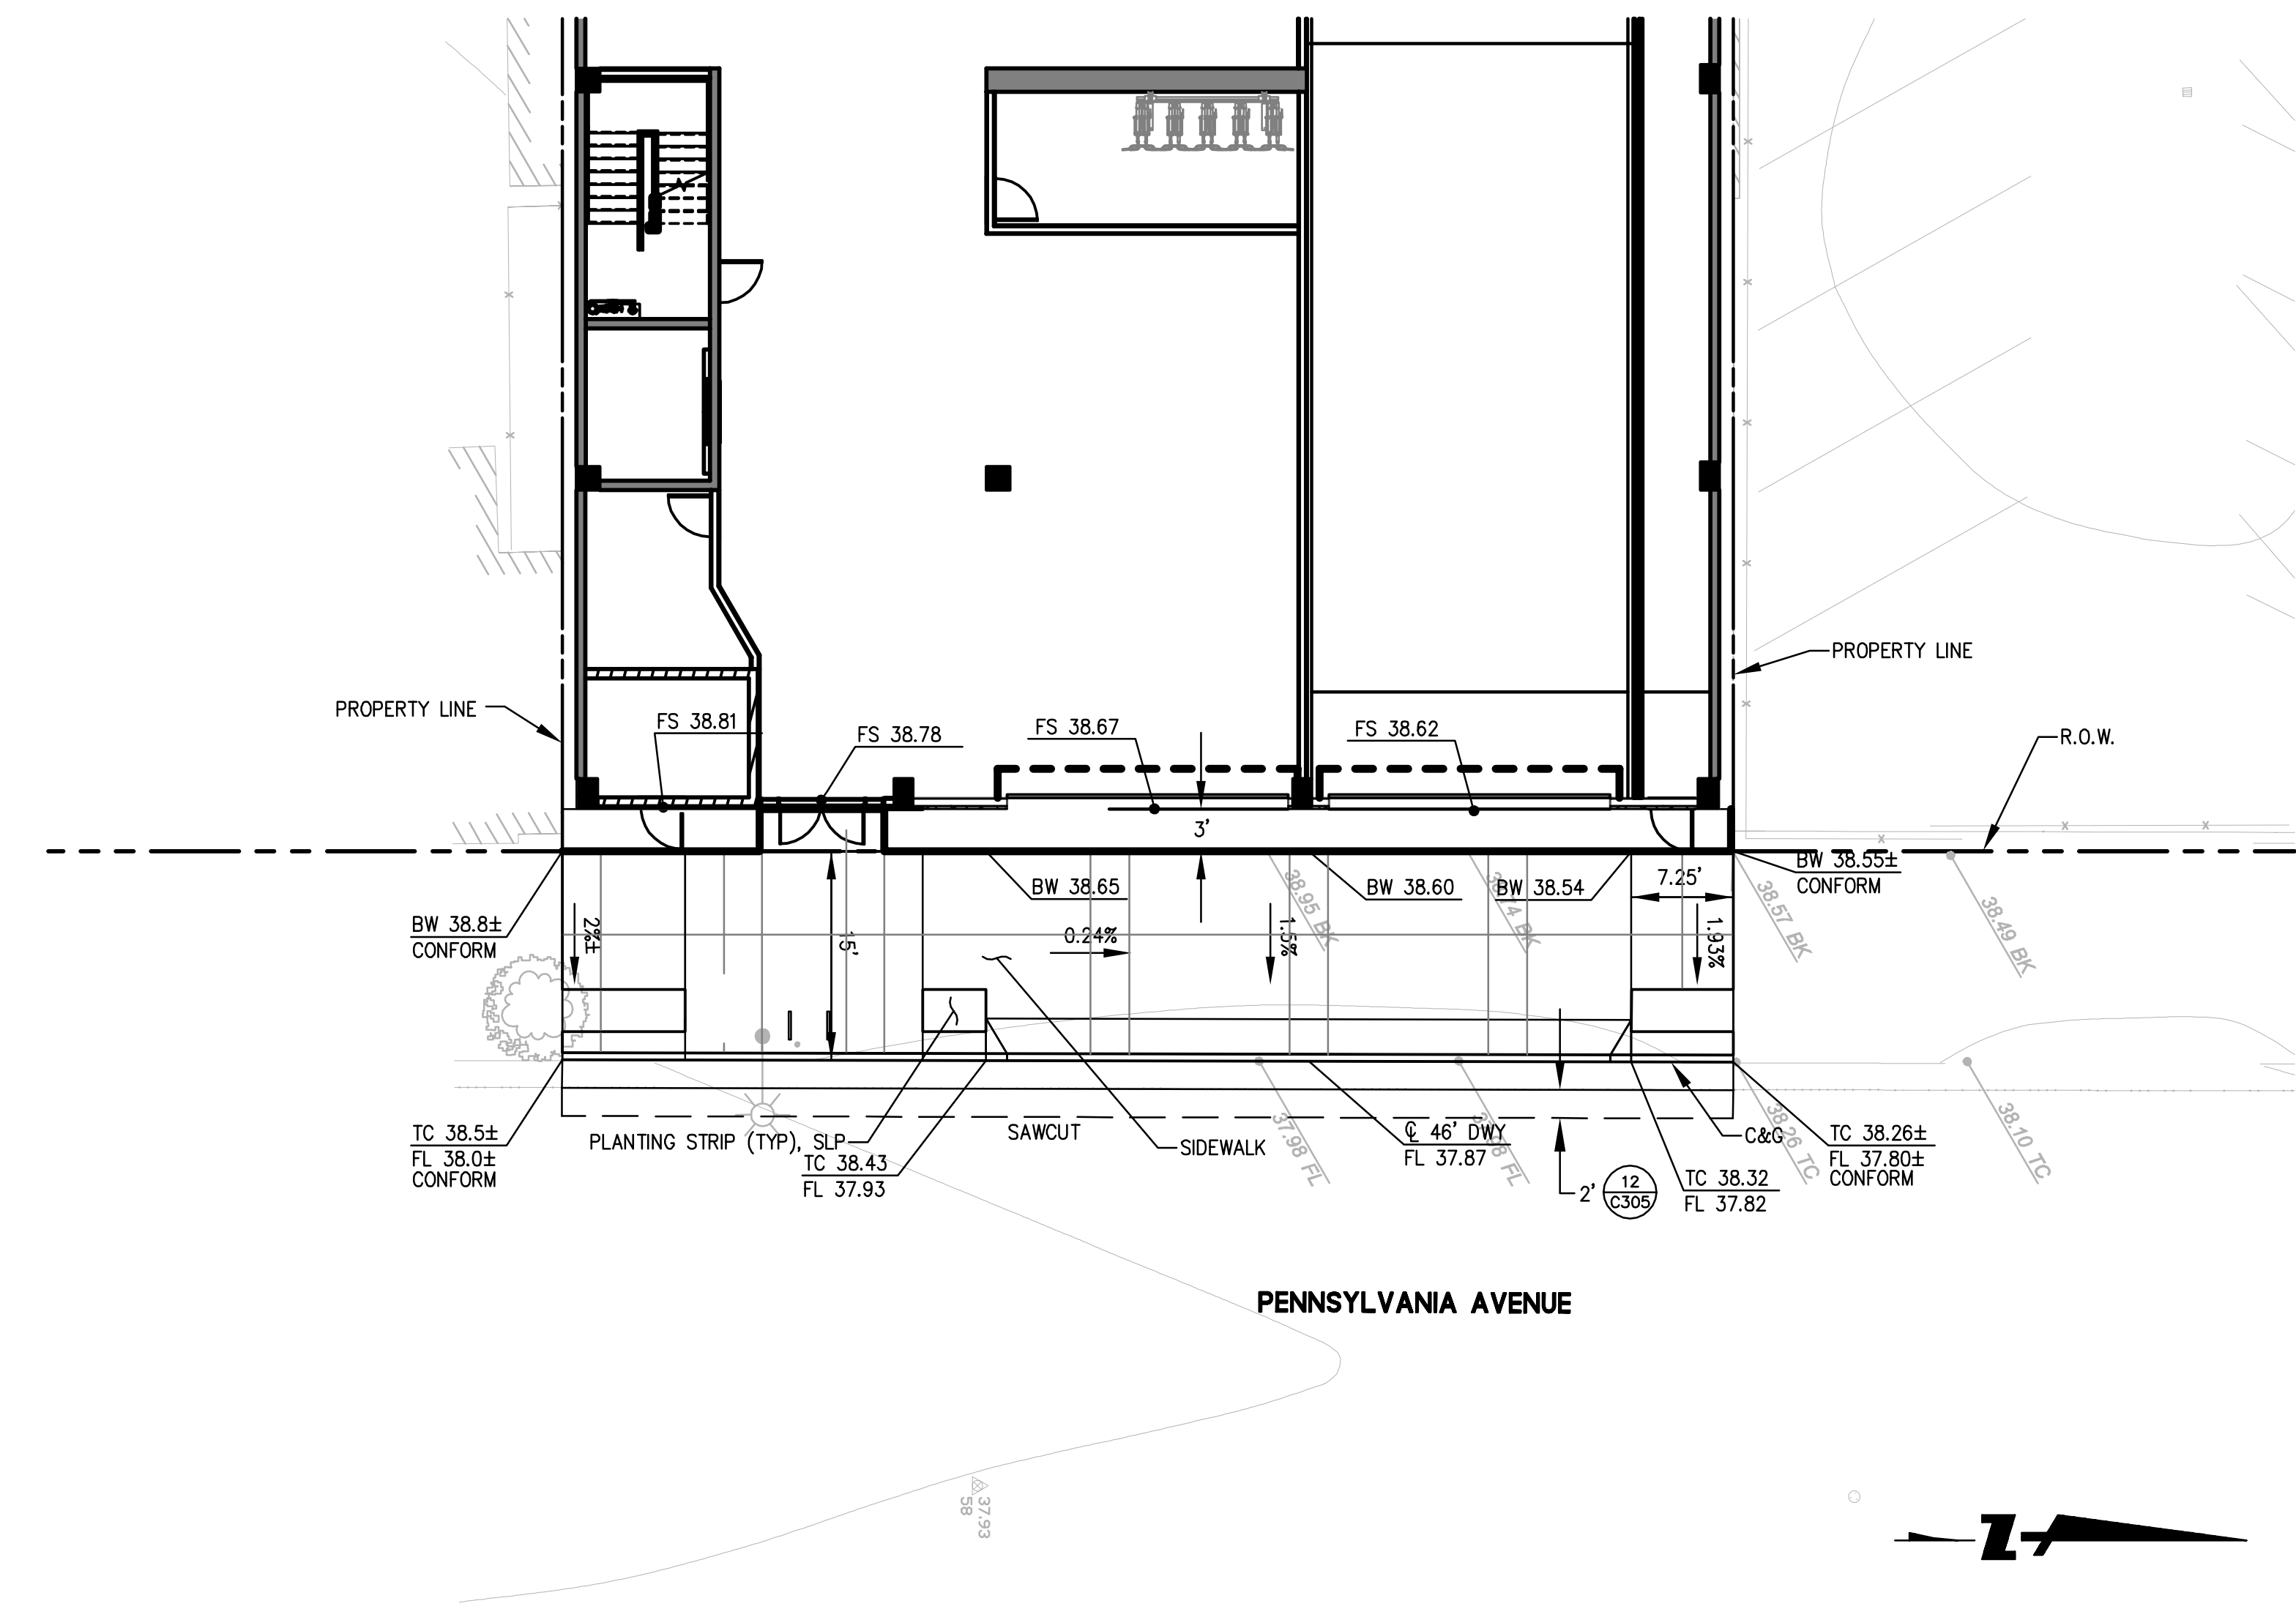 PROPERTY LINE
PROPERTY LINE
FS 38.81
FS 38.78
FS 38.67
FS 38.62
R.O.W.
3'
BW 38.65
BW 38.60
BW 38.54
7.25'
BW 38.55±
CONFORM
BW 38.8±
CONFORM
2%±
15'
0.24%
1.5%
1.93%
38.95 BK
38.74 BK
38.57 BK
38.49 BK
TC 38.5±
FL 38.0±
CONFORM
PLANTING STRIP (TYP), SLP
TC 38.43
FL 37.93
SAWCUT
SIDEWALK
℄ 46' DWY
FL 37.87
37.98 FL
FL
2'
12
C305
C&G
TC 38.32
FL 37.82
TC 38.26±
FL 37.80±
CONFORM
38.26 TC
38.10 TC
PENNSYLVANIA AVENUE
37.93
58
Z